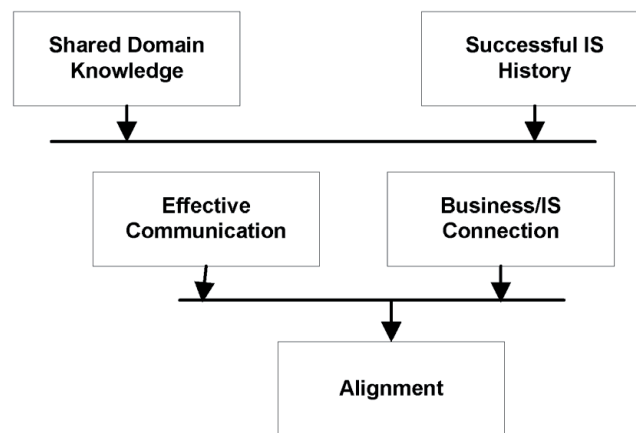 Shared Domain
Knowledge
Successful IS
History
Effective
Communication
Business/IS
Connection
Alignment